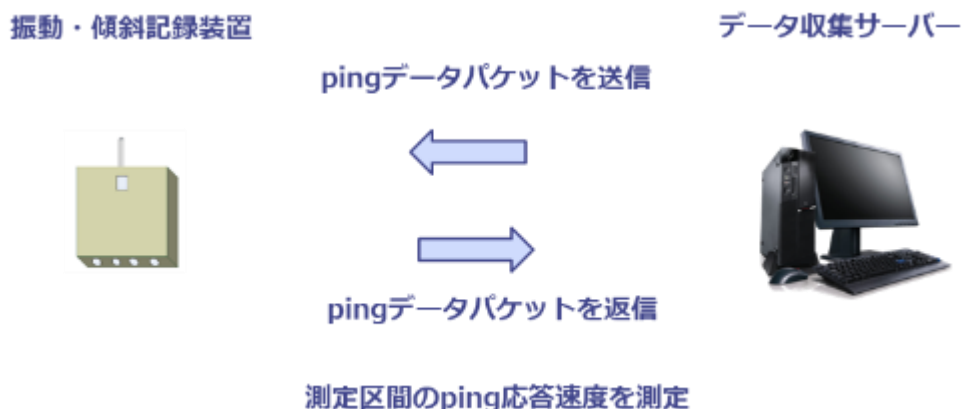 振動・傾斜記録装置
データ収集サーバー
pingデータパケットを送信
pingデータパケットを返信
測定区間のping応答速度を測定